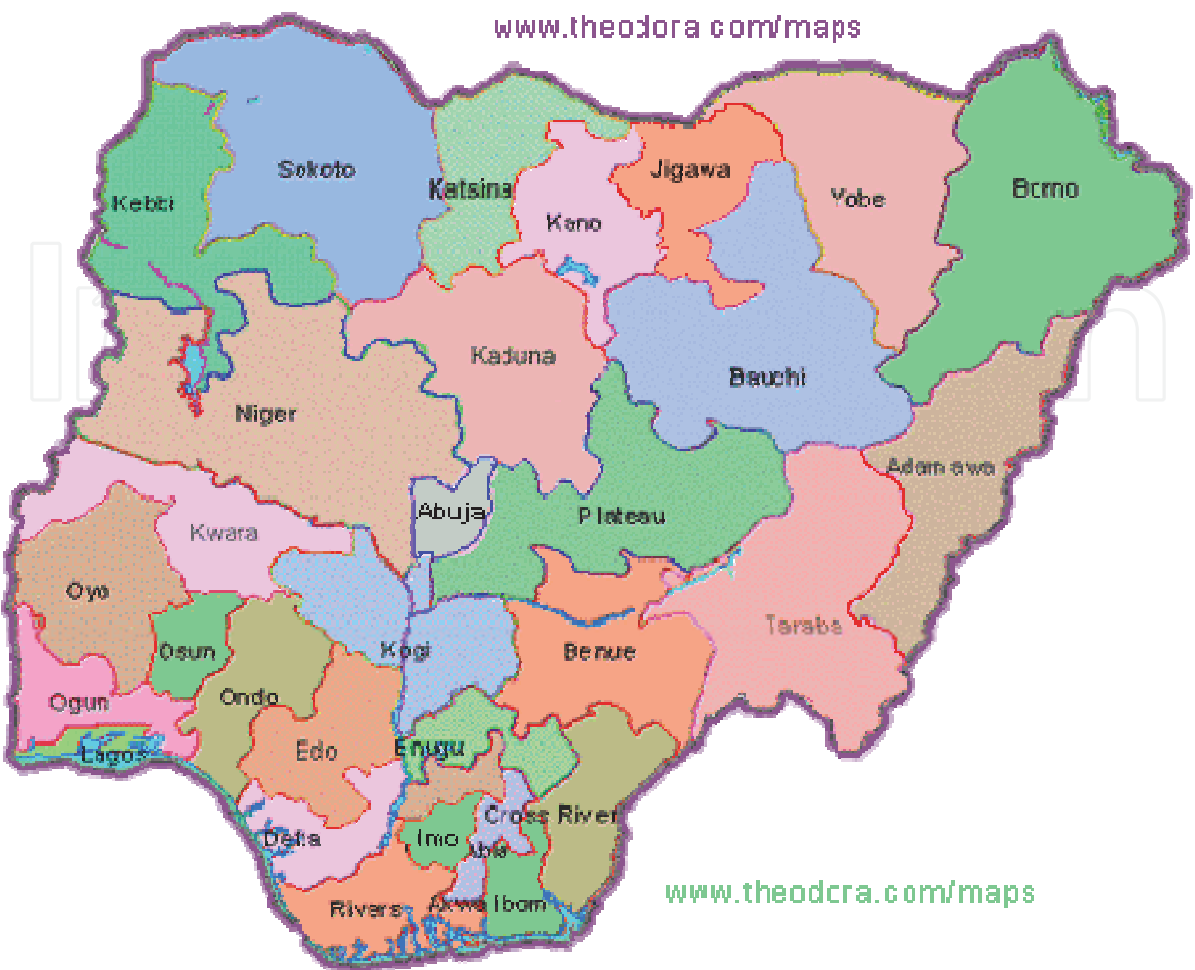 www.theodora.com/maps
Sokoto
Kebbi
Katsina
Jigawa
Kano
Yobe
Borno
Kaduna
Bauchi
Niger
Adamawa
Abuja
Plateau
Kwara
Oyo
Taraba
Osun
Kogi
Benue
Ogun
Ondo
Lagos
Edo
Enugu
Cross River
Delta
Imo
Abia
Rivers
Akwa Ibom
www.theodora.com/maps